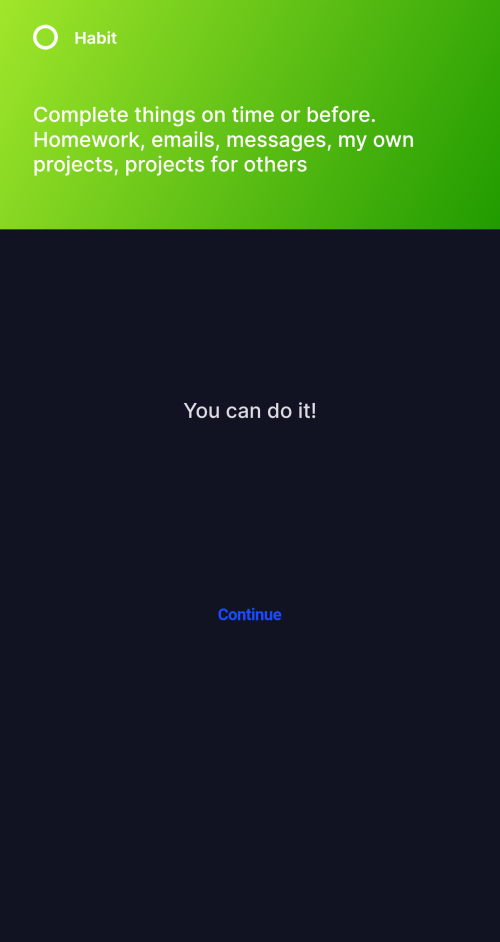 Habit
Complete things on time or before.
Homework, emails, messages, my own
projects, projects for others
You can do it!
Continue